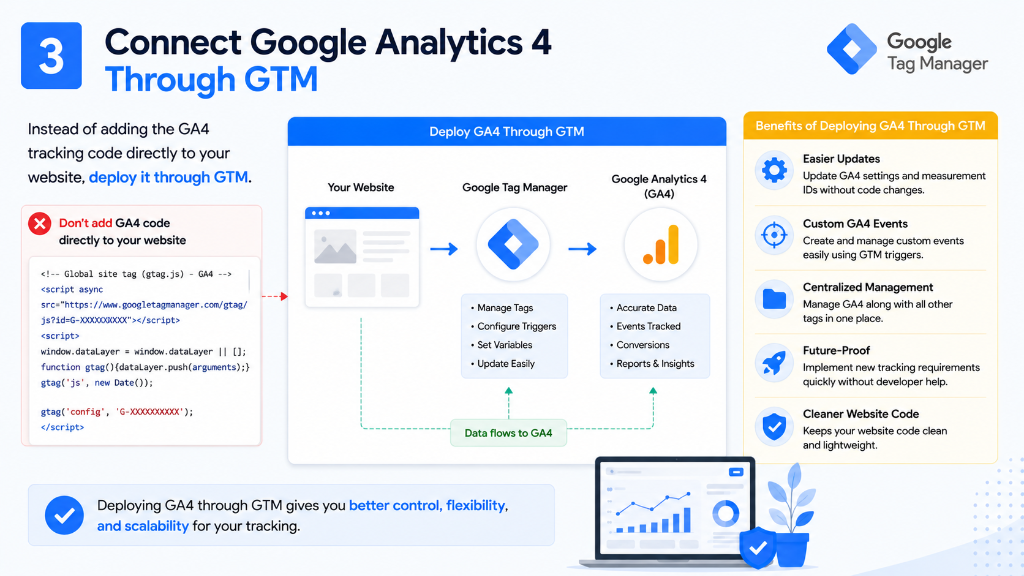 3
Connect Google Analytics 4
Through GTM
Google
Tag Manager
Instead of adding the GA4
tracking code directly to your
website, deploy it through GTM.
Don't add GA4 code
directly to your website
<!-- Global site tag (gtag.js) - GA4 -->
<script async
src="https://www.googletagmanager.com/gtag/
js?id=G-XXXXXXXXX"></script>
<script>
window.dataLayer = window.dataLayer || [];
function gtag(){dataLayer.push(arguments);}
gtag('js', new Date());
gtag('config', 'G-XXXXXXXXXX');
</script>
Deploy GA4 Through GTM
Your Website
Google Tag Manager
Google Analytics 4
(GA4)
• Manage Tags
• Configure Triggers
• Set Variables
• Update Easily
• Accurate Data
• Events Tracked
• Conversions
• Reports & Insights
Data flows to GA4
Benefits of Deploying GA4 Through GTM
Easier Updates
Update GA4 settings and measurement
IDs without code changes.
Custom GA4 Events
Create and manage custom events
easily using GTM triggers.
Centralized Management
Manage GA4 along with all other
tags in one place.
Future-Proof
Implement new tracking requirements
quickly without developer help.
Cleaner Website Code
Keeps your website code clean
and lightweight.
Deploying GA4 through GTM gives you better control, flexibility,
and scalability for your tracking.